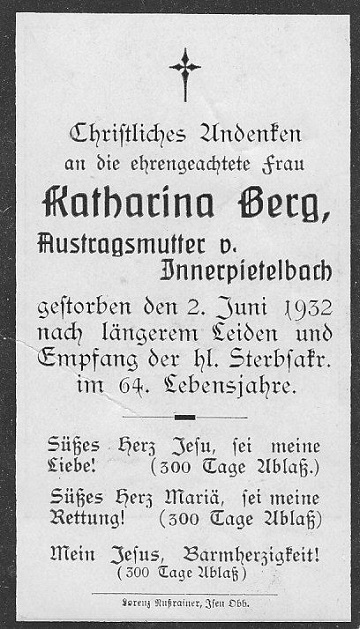 Christliches Andenken
an die ehrengeachtete Frau
Katharina Berg,
Austragsmutter v.
Innerpietelbach
gestorben den 2. Juni 1932
nach längerem Leiden und
Empfang der hl. Sterbsakr.
im 64. Lebensjahre.
Süßes Herz Jesu, sei meine
Liebe! (300 Tage Ablaß.)
Süßes Herz Mariä, sei meine
Rettung! (300 Tage Ablaß)
Mein Jesus, Barmherzigkeit!
(300 Tage Ablaß)
Lorenz Nußrainer, Isen Obb.